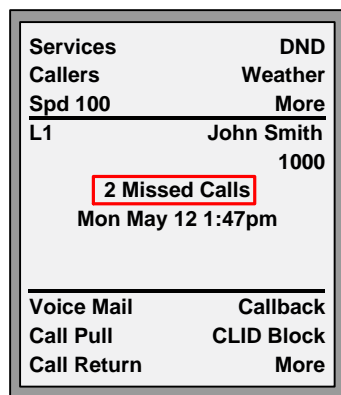 Services DND
Callers Weather
Spd 100 More
L1 John Smith
1000
2 Missed Calls
Mon May 12 1:47pm
Voice Mail Callback
Call Pull CLID Block
Call Return More